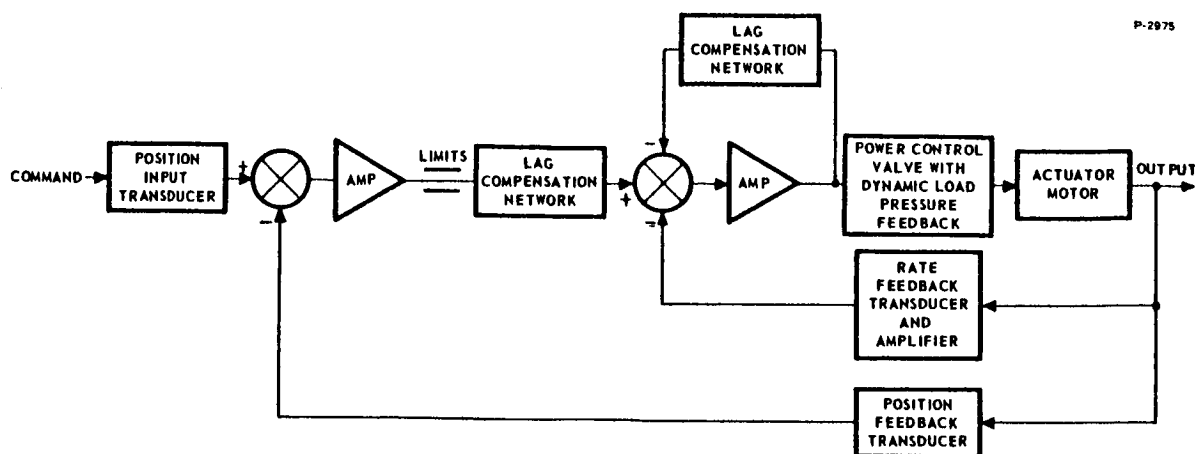 P-2975
LAG
COMPENSATION
NETWORK
COMMAND
POSITION
INPUT
TRANSDUCER
+
−
AMP
LIMITS
LAG
COMPENSATION
NETWORK
−
+
−
AMP
POWER CONTROL
VALVE WITH
DYNAMIC LOAD
PRESSURE
FEEDBACK
ACTUATOR
MOTOR
OUTPUT
RATE
FEEDBACK
TRANSDUCER
AND
AMPLIFIER
POSITION
FEEDBACK
TRANSDUCER